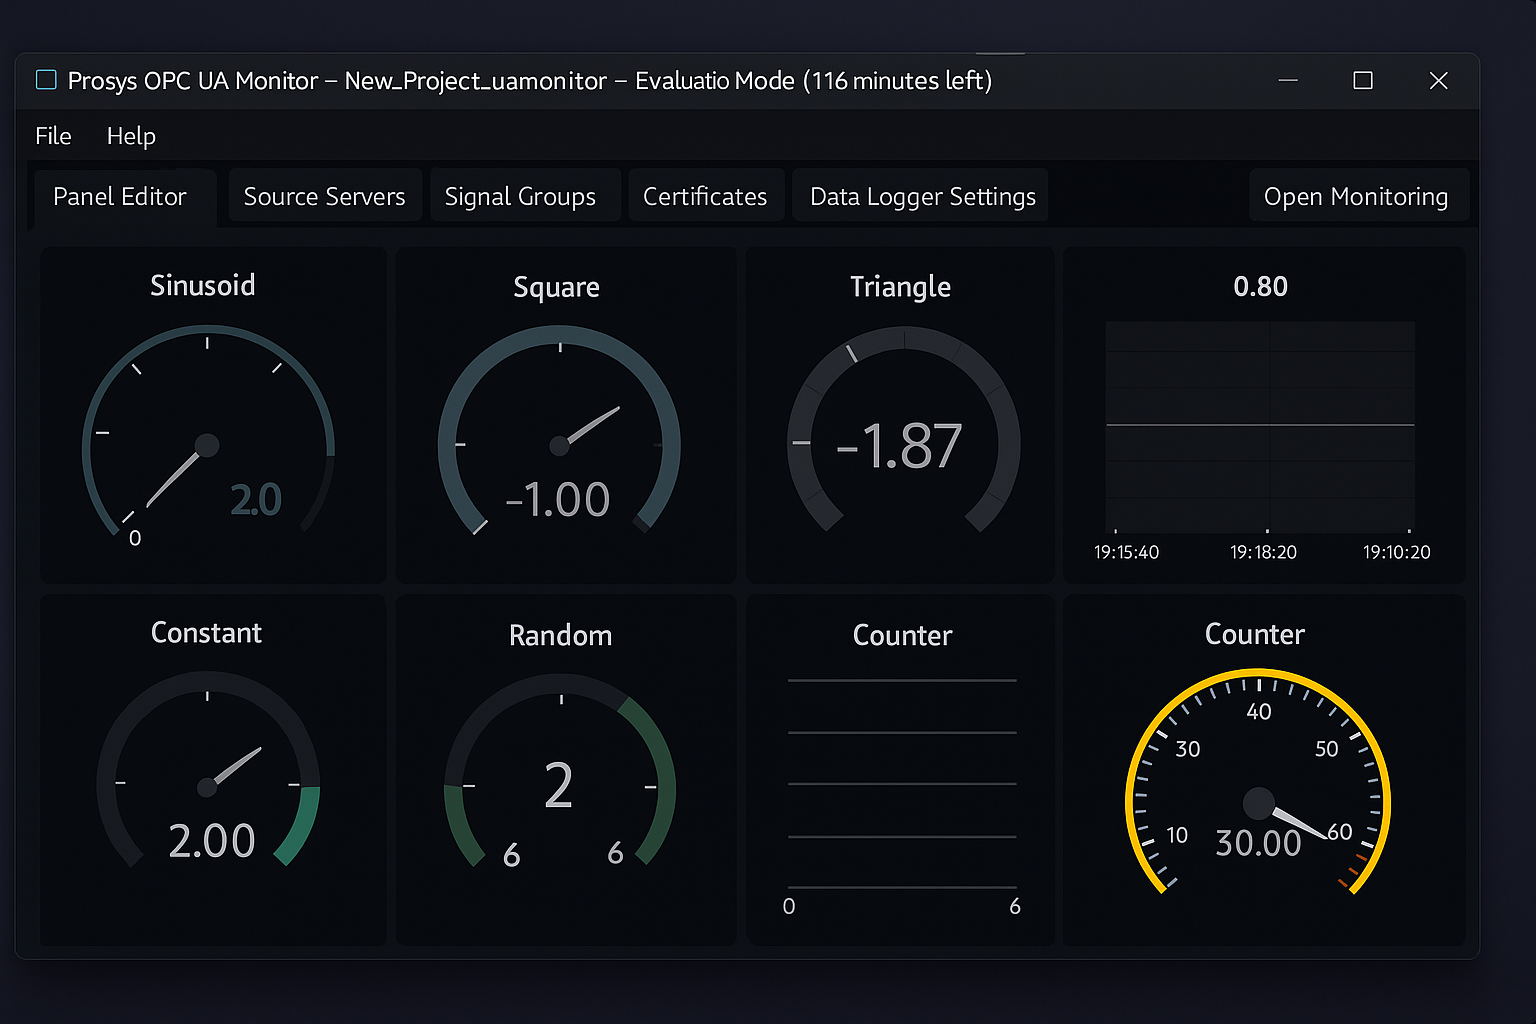 Prosys OPC UA Monitor – New_Project_uamonitor – Evaluatio Mode (116 minutes left)
File Help
Panel Editor Source Servers Signal Groups Certificates Data Logger Settings Open Monitoring
Sinusoid
2.0
0
Square
–1.00
Triangle
–1.87
0.80
19:15:40 19:18:20 19:10:20
Constant
2.00
Random
2
6 6
Counter
0 6
Counter
40
30 50
10 60
30.00